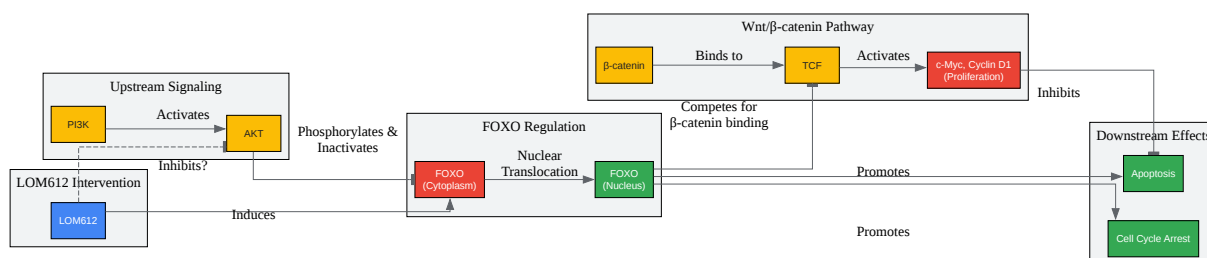 Wnt/β-catenin Pathway
β-catenin
Binds to
TCF
Activates
c-Myc, Cyclin D1
(Proliferation)
Inhibits
Upstream Signaling
PI3K
Activates
AKT
Inhibits?
Phosphorylates &
Inactivates
Competes for
β-catenin binding
FOXO Regulation
FOXO
(Cytoplasm)
Nuclear
Translocation
FOXO
(Nucleus)
LOM612 Intervention
LOM612
Induces
Promotes
Promotes
Downstream Effects
Apoptosis
Cell Cycle Arrest